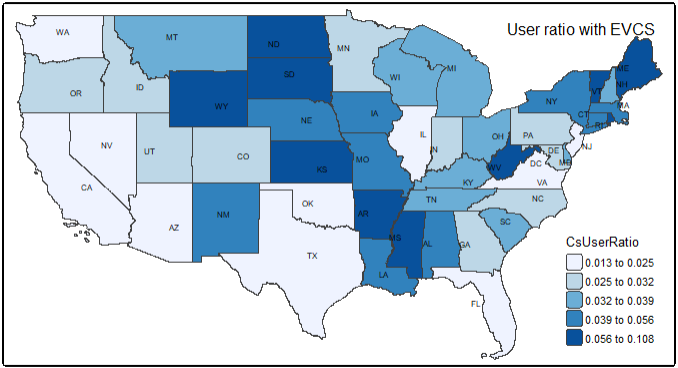 User ratio with EVCS
WA
MT
ND
MN
ME
OR
ID
SD
WI
MI
VT
NH
WY
NY
MA
NE
IA
CT
RI
NV
UT
CO
IL
IN
OH
PA
NJ
DE
MD
DC
CA
KS
MO
WV
VA
KY
AZ
NM
OK
AR
TN
NC
SC
TX
MS
AL
GA
LA
FL
CsUserRatio
0.013 to 0.025
0.025 to 0.032
0.032 to 0.039
0.039 to 0.056
0.056 to 0.108